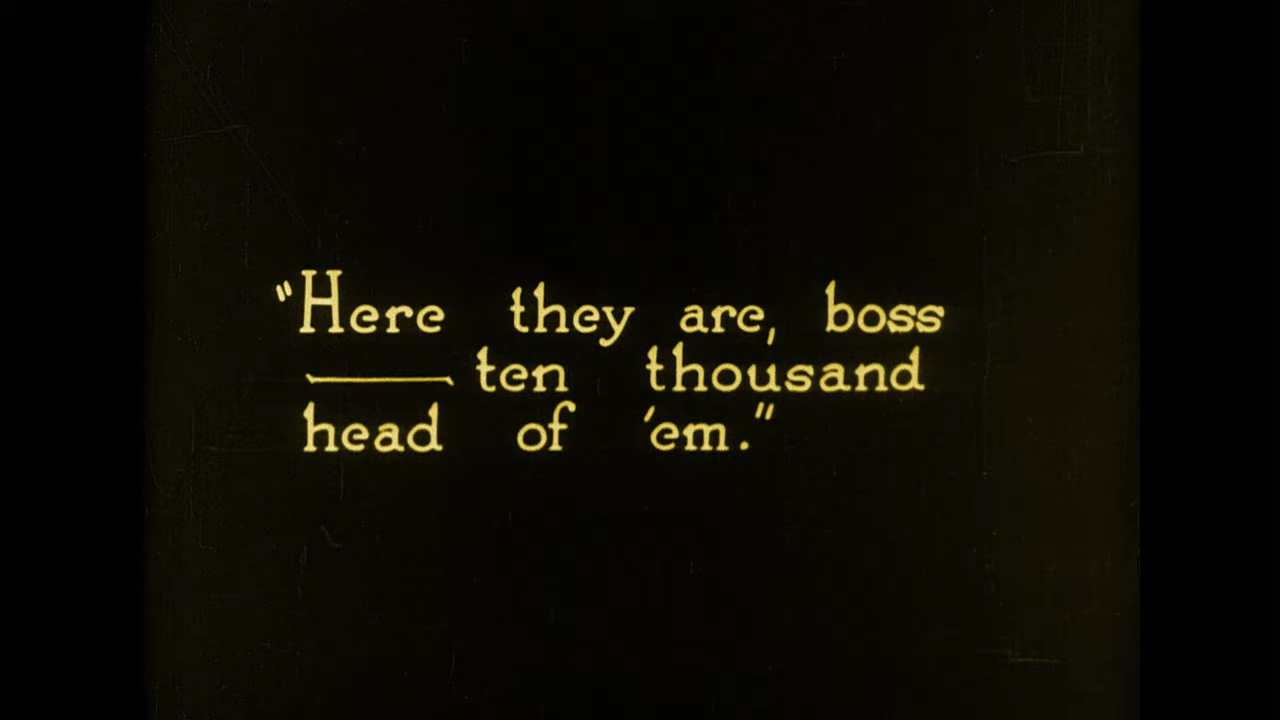 "Here they are, boss
—— ten thousand
head of 'em."